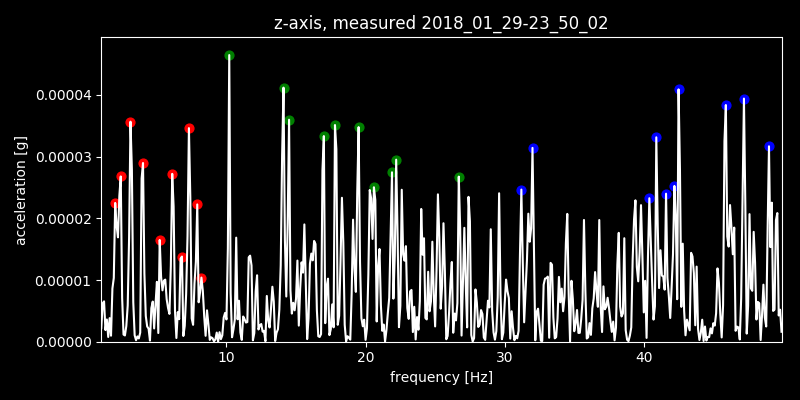 z-axis, measured 2018_01_29-23_50_02
0.00004
0.00003
0.00002
0.00001
0.00000
acceleration [g]
10 20 30 40
frequency [Hz]